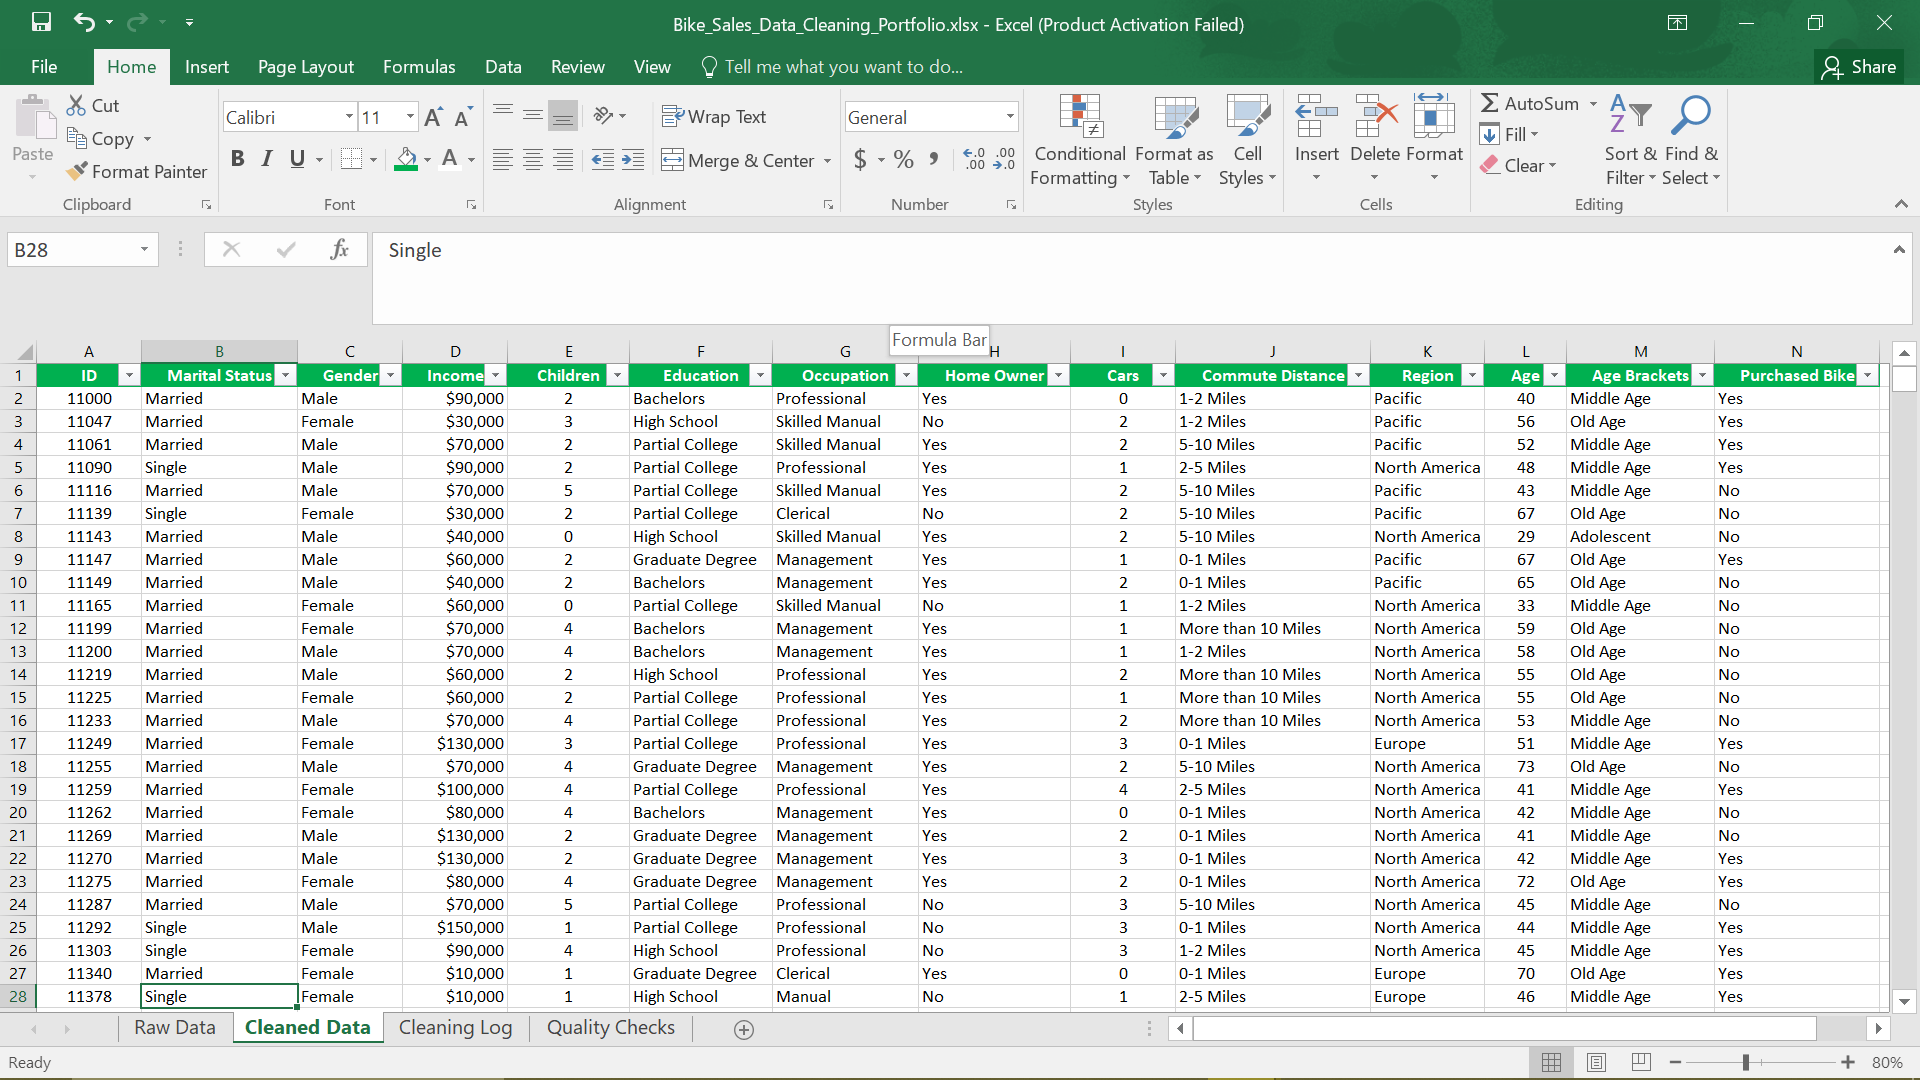 Bike_Sales_Data_Cleaning_Portfolio.xlsx - Excel (Product Activation Failed)
File Home Insert Page Layout Formulas Data Review View Tell me what you want to do... Share
Paste Cut
Copy
Format Painter
Clipboard
Calibri 11
B I U A
Font
Wrap Text
Merge & Center
Alignment
General
$ % , .0 .00 .00 .0
Number
Conditional Formatting
Format as Table
Cell Styles
Styles
Insert Delete Format
Cells
AutoSum
Fill
Clear
Sort & Filter
Find & Select
Editing
B28 fx Single
Formula Bar
A B C D E F G H I J K L M N
1 ID Marital Status Gender Income Children Education Occupation Home Owner Cars Commute Distance Region Age Age Brackets Purchased Bike
2 11000 Married Male $90,000 2 Bachelors Professional Yes 0 1-2 Miles Pacific 40 Middle Age Yes
3 11047 Married Female $30,000 3 High School Skilled Manual No 2 1-2 Miles Pacific 56 Old Age Yes
4 11061 Married Male $70,000 2 Partial College Skilled Manual Yes 2 5-10 Miles Pacific 52 Middle Age Yes
5 11090 Single Male $90,000 2 Partial College Professional Yes 1 2-5 Miles North America 48 Middle Age Yes
6 11116 Married Male $70,000 5 Partial College Skilled Manual Yes 2 5-10 Miles Pacific 43 Middle Age No
7 11139 Single Female $30,000 2 Partial College Clerical No 2 5-10 Miles Pacific 67 Old Age No
8 11143 Married Male $40,000 0 High School Skilled Manual Yes 2 5-10 Miles North America 29 Adolescent No
9 11147 Married Male $60,000 2 Graduate Degree Management Yes 1 0-1 Miles Pacific 67 Old Age Yes
10 11149 Married Male $40,000 2 Bachelors Management Yes 2 0-1 Miles Pacific 65 Old Age No
11 11165 Married Female $60,000 0 Partial College Skilled Manual No 1 1-2 Miles North America 33 Middle Age No
12 11199 Married Female $70,000 4 Bachelors Management Yes 1 More than 10 Miles North America 59 Old Age No
13 11200 Married Male $70,000 4 Bachelors Management Yes 1 1-2 Miles North America 58 Old Age No
14 11219 Married Male $60,000 2 High School Professional Yes 2 More than 10 Miles North America 55 Old Age No
15 11225 Married Female $60,000 2 Partial College Professional Yes 1 More than 10 Miles North America 55 Old Age No
16 11233 Married Male $70,000 4 Partial College Professional Yes 2 More than 10 Miles North America 53 Middle Age No
17 11249 Married Female $130,000 3 Partial College Professional Yes 3 0-1 Miles Europe 51 Middle Age Yes
18 11255 Married Male $70,000 4 Graduate Degree Management Yes 2 5-10 Miles North America 73 Old Age No
19 11259 Married Female $100,000 4 Partial College Professional Yes 4 2-5 Miles North America 41 Middle Age Yes
20 11262 Married Female $80,000 4 Bachelors Management Yes 0 0-1 Miles North America 42 Middle Age No
21 11269 Married Male $130,000 2 Graduate Degree Management Yes 2 0-1 Miles North America 41 Middle Age No
22 11270 Married Male $130,000 2 Graduate Degree Management Yes 3 0-1 Miles North America 42 Middle Age Yes
23 11275 Married Female $80,000 4 Graduate Degree Management Yes 2 0-1 Miles North America 72 Old Age Yes
24 11287 Married Male $70,000 5 Partial College Professional No 3 5-10 Miles North America 45 Middle Age No
25 11292 Single Male $150,000 1 Partial College Professional No 3 0-1 Miles North America 44 Middle Age Yes
26 11303 Single Female $90,000 4 High School Professional No 3 1-2 Miles North America 45 Middle Age Yes
27 11340 Married Female $10,000 1 Graduate Degree Clerical Yes 0 0-1 Miles Europe 70 Old Age Yes
28 11378 Single Female $10,000 1 High School Manual No 1 2-5 Miles Europe 46 Middle Age Yes
Raw Data Cleaned Data Cleaning Log Quality Checks
Ready 80%